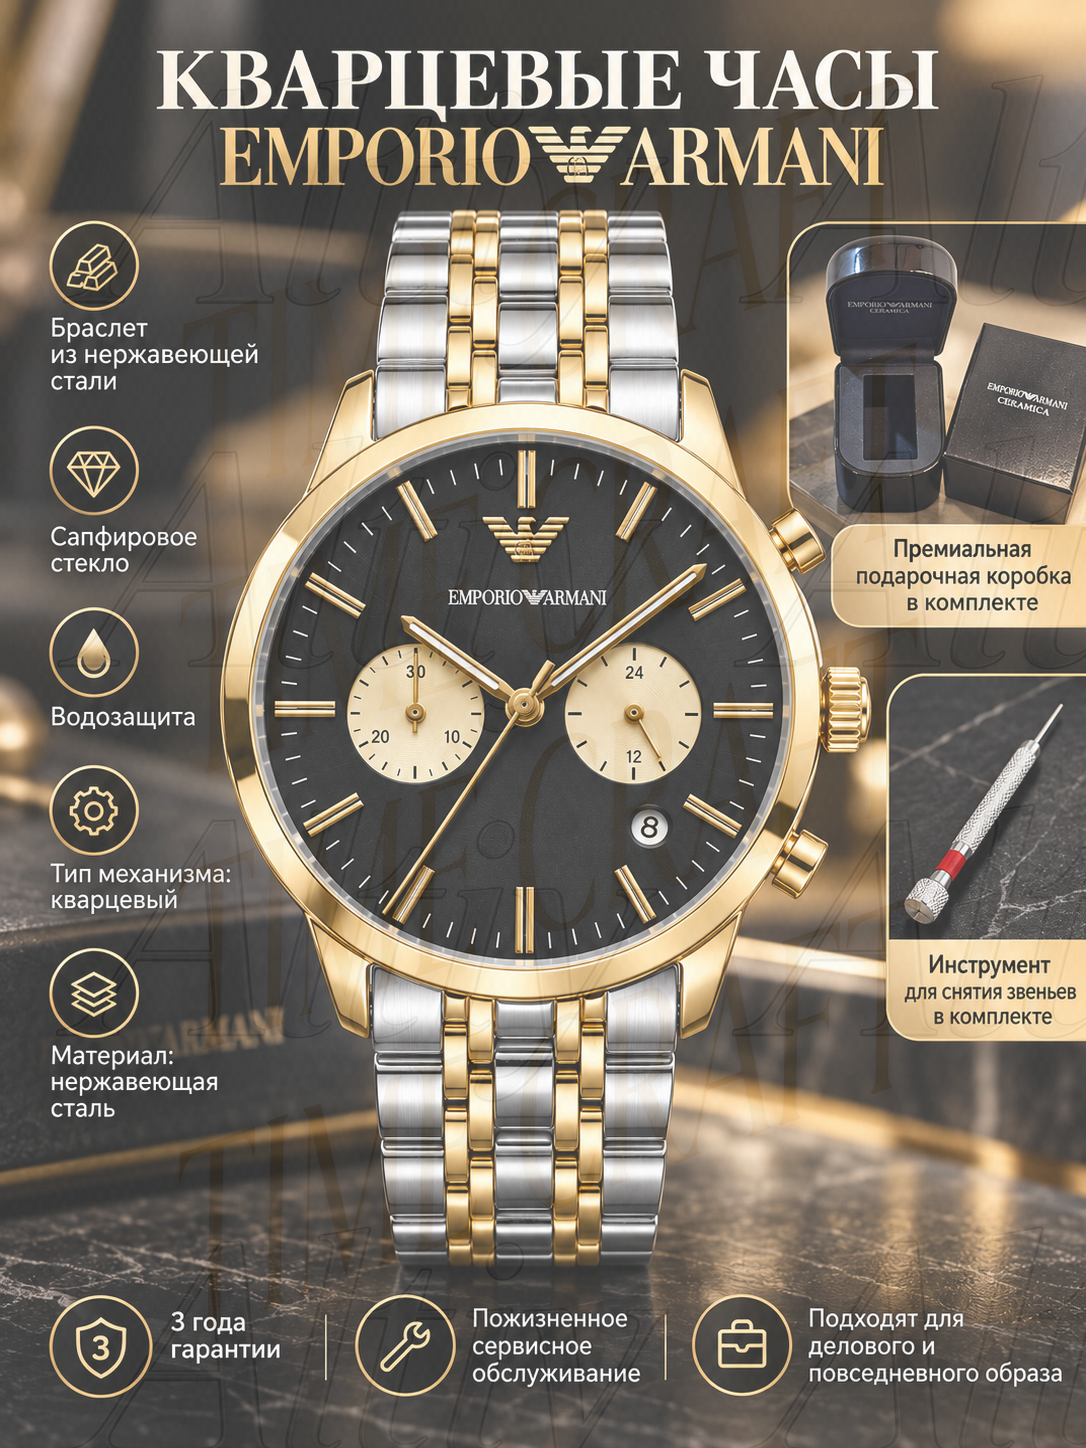 КВАРЦЕВЫЕ ЧАСЫ
EMPORIO ARMANI
Браслет
из нержавеющей
стали
Сапфировое
стекло
Водозащита
Тип механизма:
кварцевый
Материал:
нержавеющая
сталь
EMPORIO ARMANI
30
20
10
24
12
8
EMPORIO ARMANI
CERAMICA
EMPORIO ARMANI
CERAMICA
Премиальная
подарочная коробка
в комплекте
Инструмент
для снятия звеньев
в комплекте
ARMANI
3
3 года
гарантии
Пожизненное
сервисное
обслуживание
Подходят для
делового и
повседневного образа